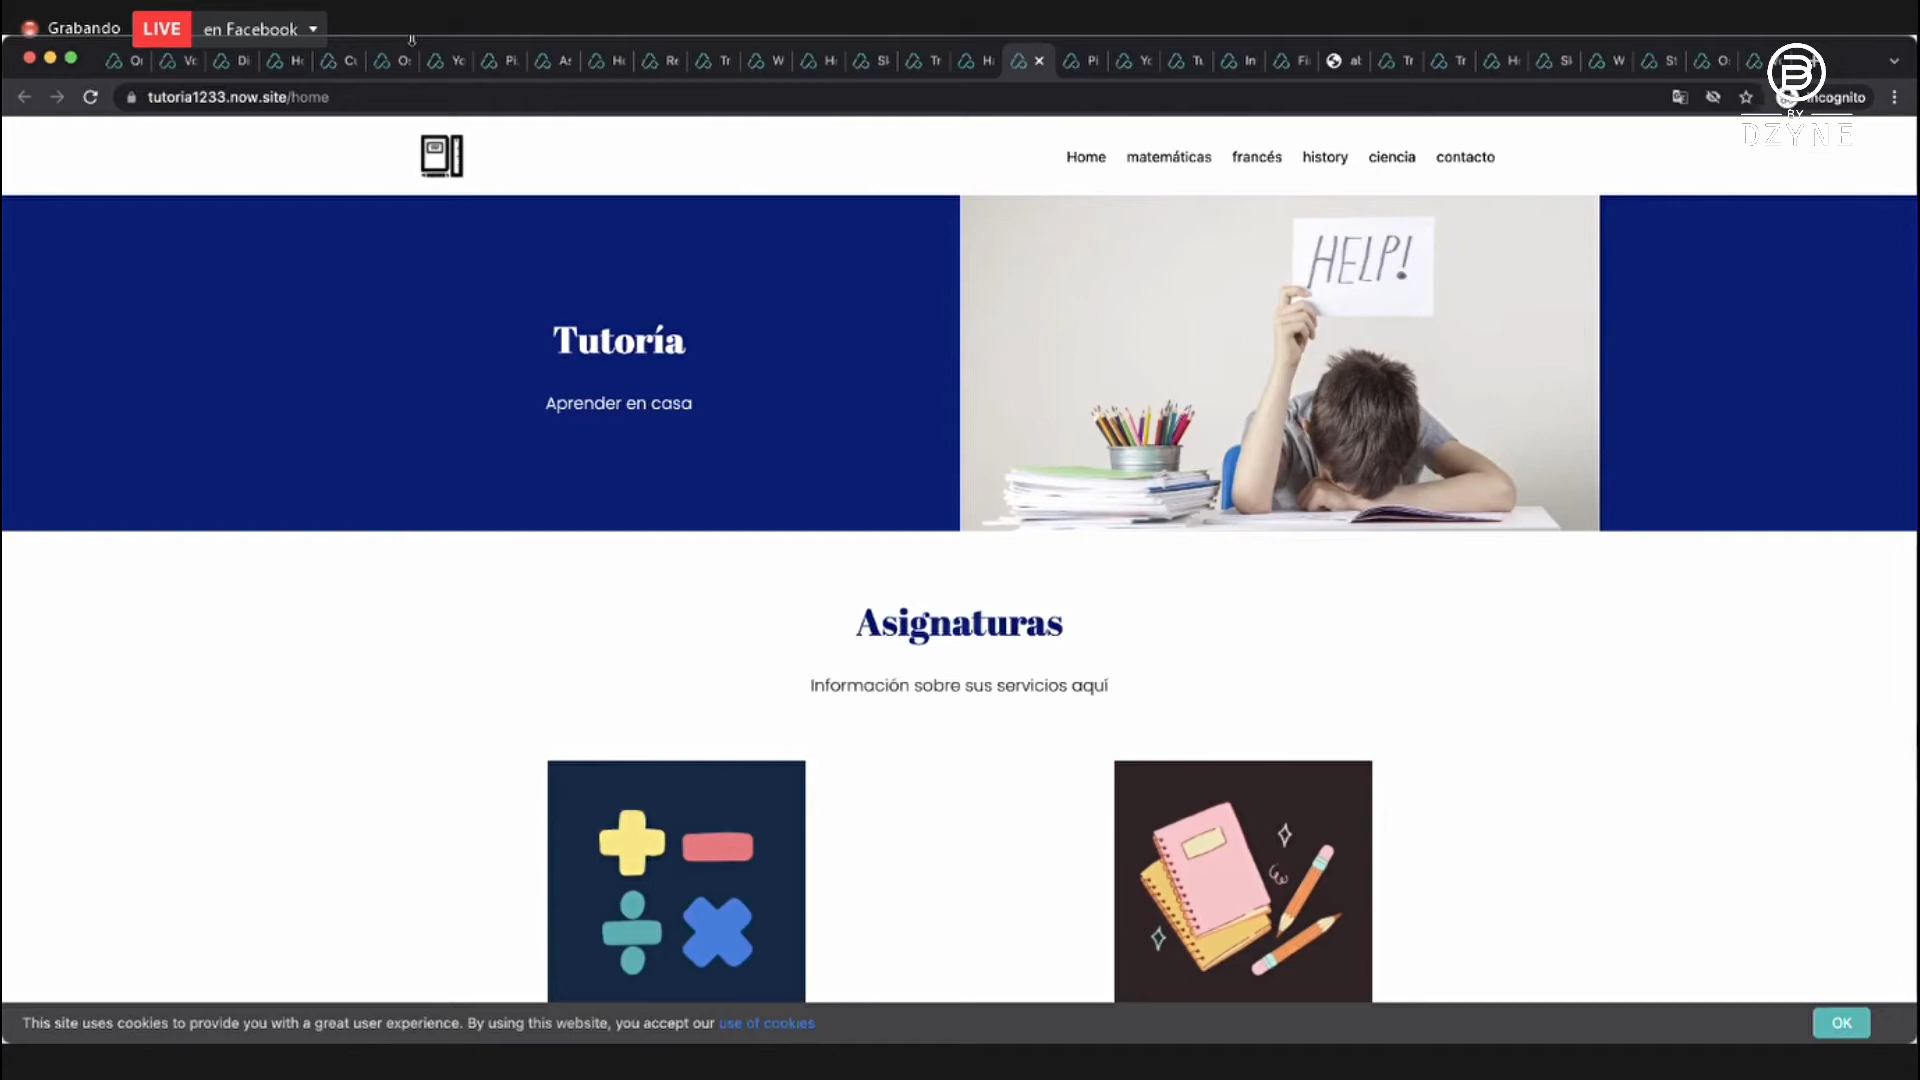 Grabando LIVE en Facebook
tutoria1233.now.site/home
Incognito
BY
DZYNE
Home matemáticas francés history ciencia contacto
HELP!
Tutoría
Aprender en casa
Asignaturas
Información sobre sus servicios aquí
This site uses cookies to provide you with a great user experience. By using this website, you accept our use of cookies
OK